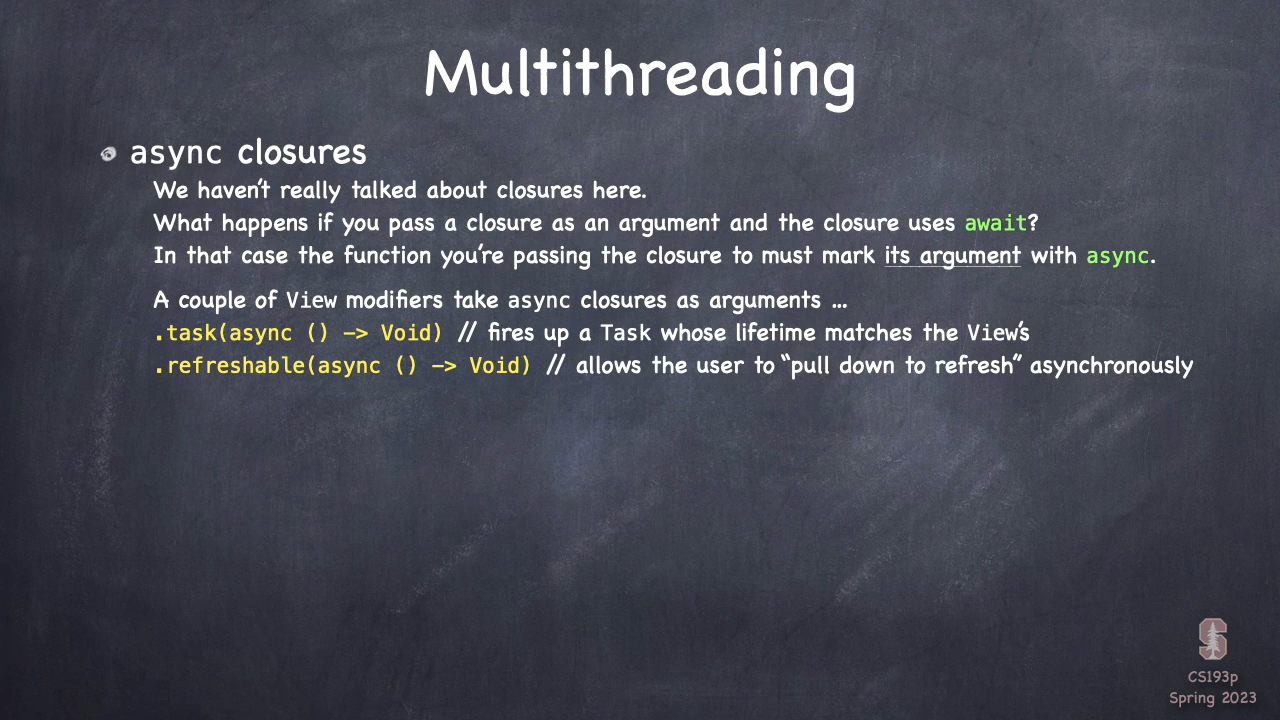 Multithreading
async closures
We haven't really talked about closures here.
What happens if you pass a closure as an argument and the closure uses await?
In that case the function you're passing the closure to must mark its argument with async.
A couple of View modifiers take async closures as arguments ...
.task(async () -> Void) // fires up a Task whose lifetime matches the View's
.refreshable(async () -> Void) // allows the user to “pull down to refresh” asynchronously
S
CS193p
Spring 2023